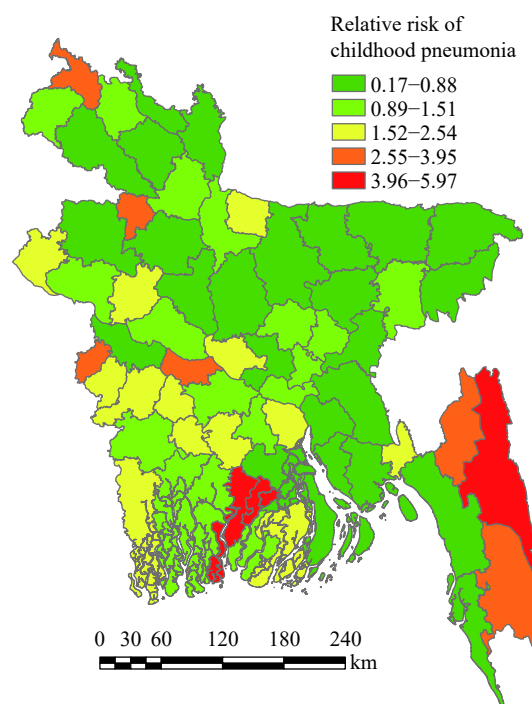 Relative risk of
childhood pneumonia
0.17−0.88
0.89−1.51
1.52−2.54
2.55−3.95
3.96−5.97
0 30 60 120 180 240
km